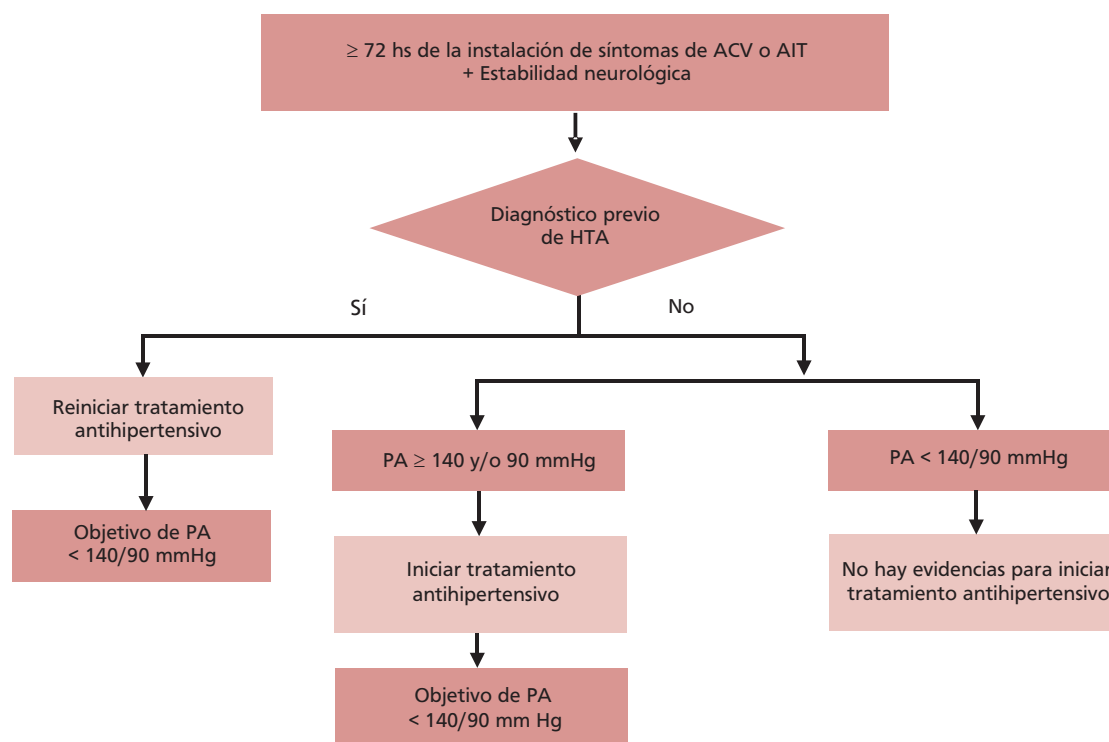 ≥ 72 hs de la instalación de síntomas de ACV o AIT
+ Estabilidad neurológica
Diagnóstico previo
de HTA
Sí
No
Reiniciar tratamiento
antihipertensivo
Objetivo de PA
< 140/90 mmHg
PA ≥ 140 y/o 90 mmHg
Iniciar tratamiento
antihipertensivo
Objetivo de PA
< 140/90 mm Hg
PA < 140/90 mmHg
No hay evidencias para iniciar
tratamiento antihipertensivo